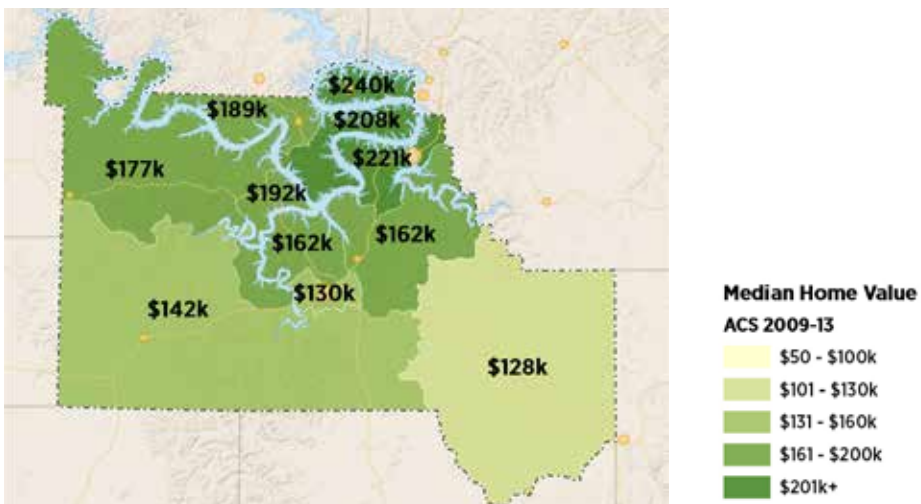 $240k
$189k
$208k
$221k
$177k
$192k
$162k
$162k
$130k
$142k
$128k
Median Home Value
ACS 2009-13
$50 - $100k
$101 - $130k
$131 - $160k
$161 - $200k
$201k+